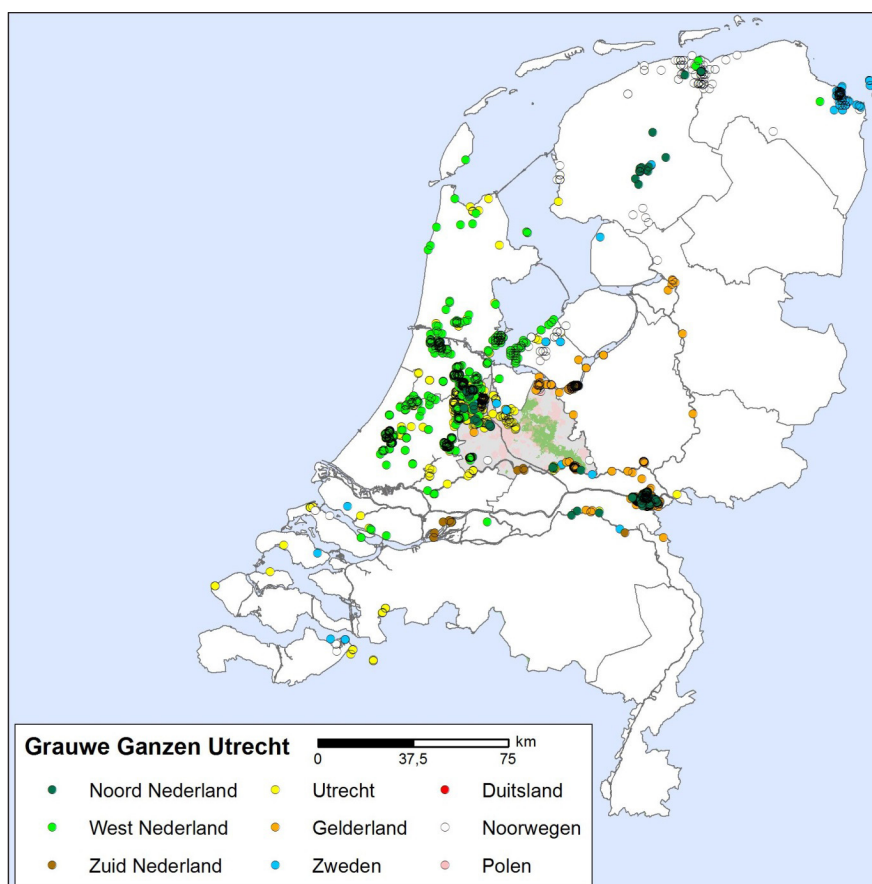 Grauwe Ganzen Utrecht
km
0 37,5 75
Noord Nederland Utrecht Duitsland
West Nederland Gelderland Noorwegen
Zuid Nederland Zweden Polen